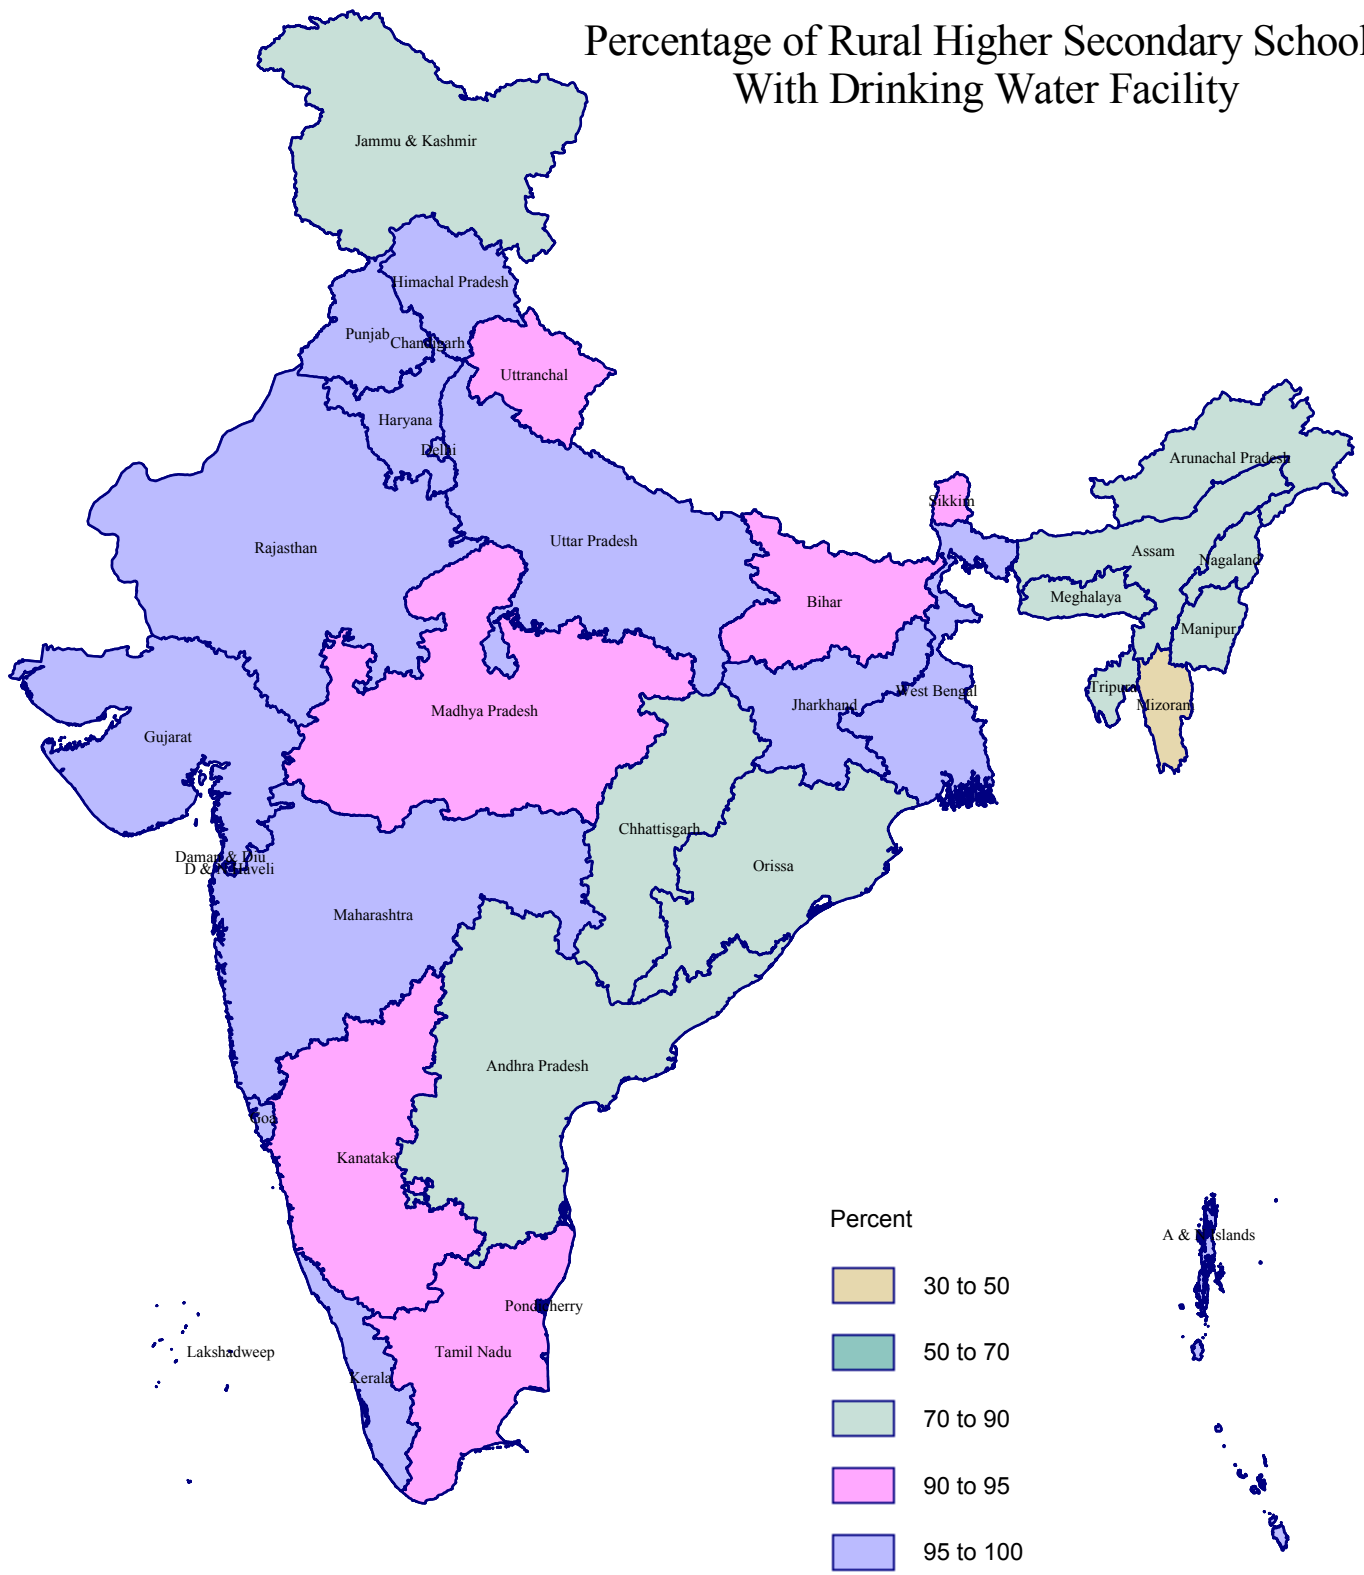 Percentage of Rural Higher Secondary School
With Drinking Water Facility
Jammu & Kashmir
Himachal Pradesh
Punjab
Chandigarh
Uttranchal
Haryana
Delhi
Arunachal Pradesh
Sikkim
Rajasthan
Uttar Pradesh
Assam
Nagaland
Bihar
Meghalaya
Manipur
Tripura
Mizoram
West Bengal
Jharkhand
Madhya Pradesh
Gujarat
Chhattisgarh
Daman & Diu
D & N Haveli
Orissa
Maharashtra
Andhra Pradesh
Goa
Kanataka
A & N Islands
Pondicherry
Lakshadweep
Tamil Nadu
Kerala
Percent
30 to 50
50 to 70
70 to 90
90 to 95
95 to 100